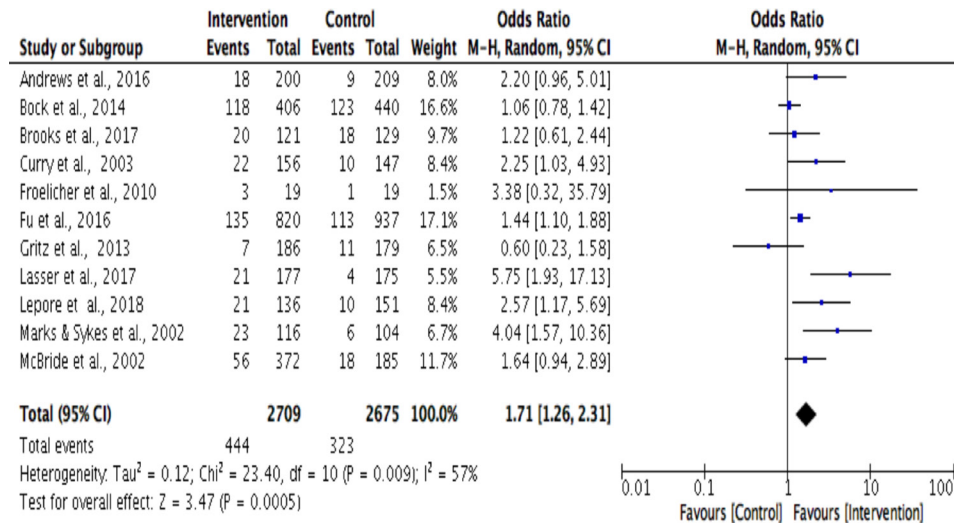 Intervention Control Odds Ratio Odds Ratio
Study or Subgroup Events Total Events Total Weight M-H, Random, 95% CI M-H, Random, 95% CI
Andrews et al., 2016 18 200 9 209 8.0% 2.20 [0.96, 5.01]
Bock et al., 2014 118 406 123 440 16.6% 1.06 [0.78, 1.42]
Brooks et al., 2017 20 121 18 129 9.7% 1.22 [0.61, 2.44]
Curry et al., 2003 22 156 10 147 8.4% 2.25 [1.03, 4.93]
Froelicher et al., 2010 3 19 1 19 1.5% 3.38 [0.32, 35.79]
Fu et al., 2016 135 820 113 937 17.1% 1.44 [1.10, 1.88]
Gritz et al., 2013 7 186 11 179 6.5% 0.60 [0.23, 1.58]
Lasser et al., 2017 21 177 4 175 5.5% 5.75 [1.93, 17.13]
Lepore et al., 2018 21 136 10 151 8.4% 2.57 [1.17, 5.69]
Marks & Sykes et al., 2002 23 116 6 104 6.7% 4.04 [1.57, 10.36]
McBride et al., 2002 56 372 18 185 11.7% 1.64 [0.94, 2.89]
Total (95% CI) 2709 2675 100.0% 1.71 [1.26, 2.31]
Total events 444 323
Heterogeneity: Tau² = 0.12; Chi² = 23.40, df = 10 (P = 0.009); I² = 57%
Test for overall effect: Z = 3.47 (P = 0.0005)
0.01 0.1 1 10 100
Favours [Control] Favours [Intervention]